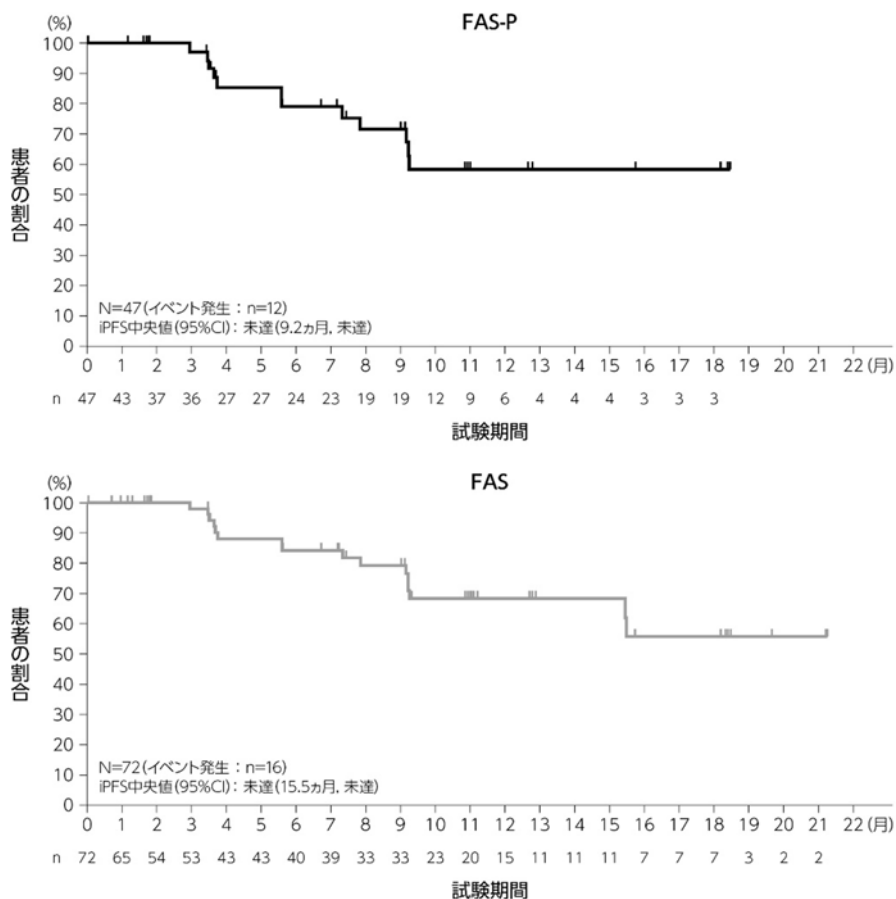 FAS-P
(%)
100
90
80
70
60
50
40
30
20
10
0
患者の割合
N=47(イベント発生：n=12)
iPFS中央値(95%CI)：未達(9.2ヵ月, 未達)
0 1 2 3 4 5 6 7 8 9 10 11 12 13 14 15 16 17 18 19 20 21 22 (月)
n 47 43 37 36 27 27 24 23 19 19 12 9 6 4 4 4 3 3 3
試験期間
FAS
(%)
100
90
80
70
60
50
40
30
20
10
0
患者の割合
N=72(イベント発生：n=16)
iPFS中央値(95%CI)：未達(15.5ヵ月, 未達)
0 1 2 3 4 5 6 7 8 9 10 11 12 13 14 15 16 17 18 19 20 21 22 (月)
n 72 65 54 53 43 43 40 39 33 33 23 20 15 11 11 11 7 7 7 3 2 2
試験期間